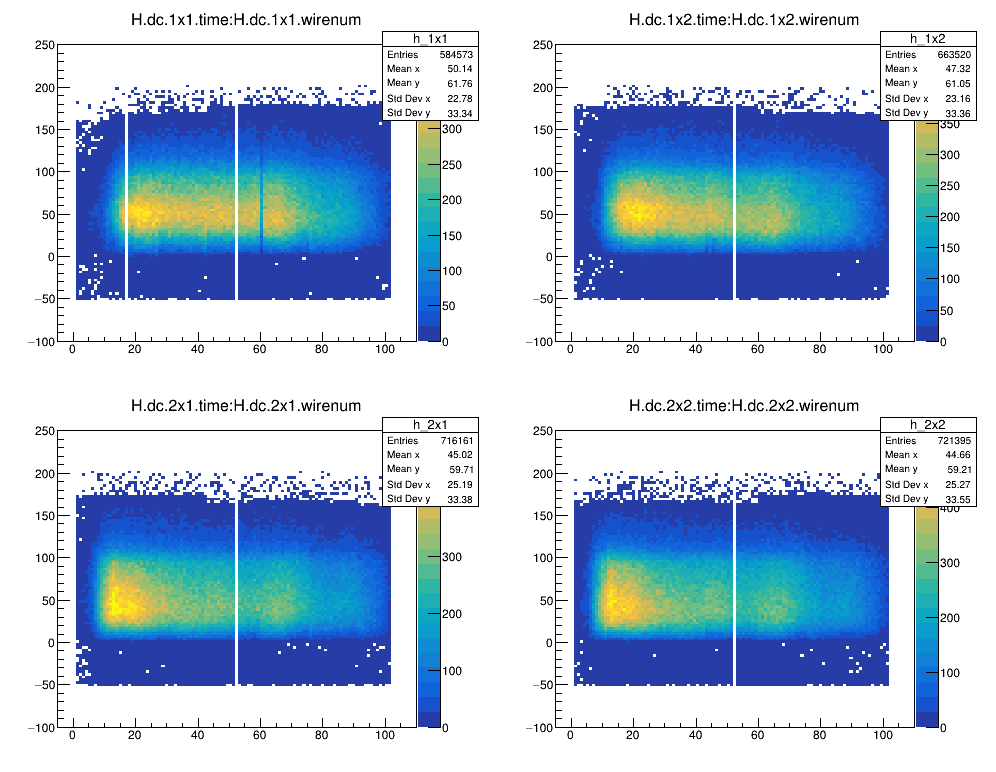 H.dc.1x1.time:H.dc.1x1.wirenum
h_1x1
Entries 584573
Mean x 50.14
Mean y 61.76
Std Dev x 22.78
Std Dev y 33.34
250
200
150
100
50
0
−50
−100
0 20 40 60 80 100
300
250
200
150
100
50
0
H.dc.1x2.time:H.dc.1x2.wirenum
h_1x2
Entries 663520
Mean x 47.32
Mean y 61.05
Std Dev x 23.16
Std Dev y 33.36
250
200
150
100
50
0
−50
−100
0 20 40 60 80 100
350
300
250
200
150
100
50
0
H.dc.2x1.time:H.dc.2x1.wirenum
h_2x1
Entries 716161
Mean x 45.02
Mean y 59.71
Std Dev x 25.19
Std Dev y 33.38
250
200
150
100
50
0
−50
−100
0 20 40 60 80 100
300
200
100
0
H.dc.2x2.time:H.dc.2x2.wirenum
h_2x2
Entries 721395
Mean x 44.66
Mean y 59.21
Std Dev x 25.27
Std Dev y 33.55
250
200
150
100
50
0
−50
−100
0 20 40 60 80 100
400
300
200
100
0